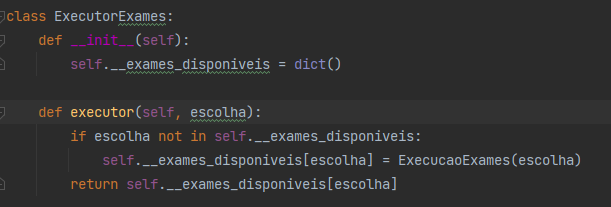 class ExecutorExames:
def __init__(self):
self.__exames_disponiveis = dict()
def executor(self, escolha):
if escolha not in self.__exames_disponiveis:
self.__exames_disponiveis[escolha] = ExecucaoExames(escolha)
return self.__exames_disponiveis[escolha]